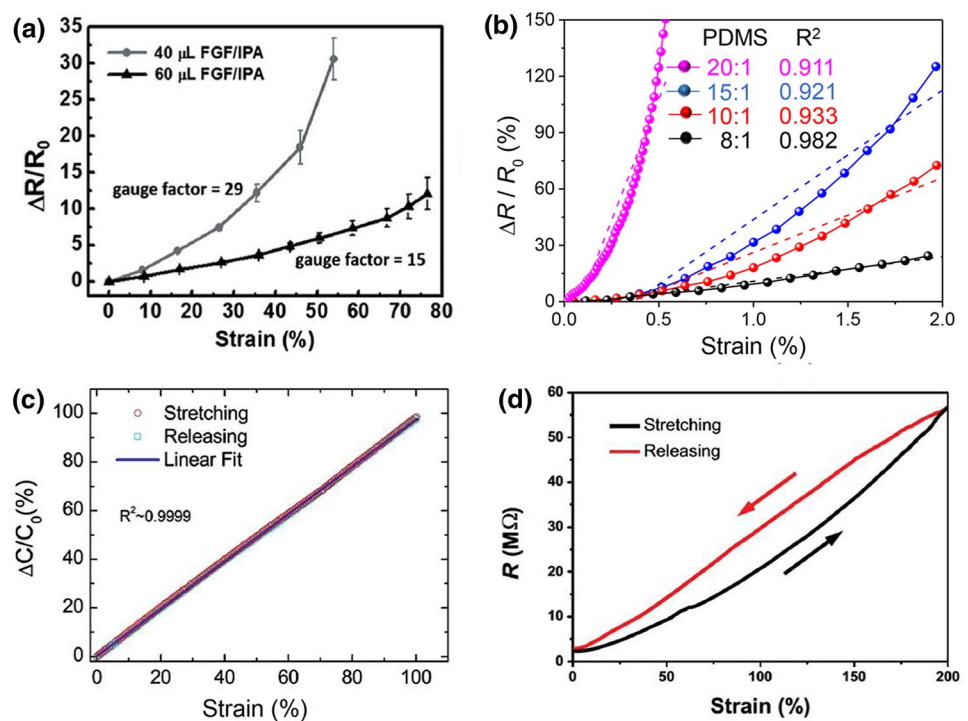 (a)
40 μL FGF/IPA
60 μL FGF/IPA
gauge factor = 29
gauge factor = 15
ΔR/R0
35
30
25
20
15
10
5
0
0 10 20 30 40 50 60 70 80
Strain (%)
(b)
PDMS R²
20:1 0.911
15:1 0.921
10:1 0.933
8:1 0.982
ΔR / R0 (%)
150
120
90
60
30
0
0.0 0.5 1.0 1.5 2.0
Strain (%)
(c)
Stretching
Releasing
Linear Fit
R²~0.9999
ΔC/C0(%)
100
80
60
40
20
0
0 20 40 60 80 100
Strain (%)
(d)
Stretching
Releasing
R (MΩ)
60
50
40
30
20
10
0
0 50 100 150 200
Strain (%)